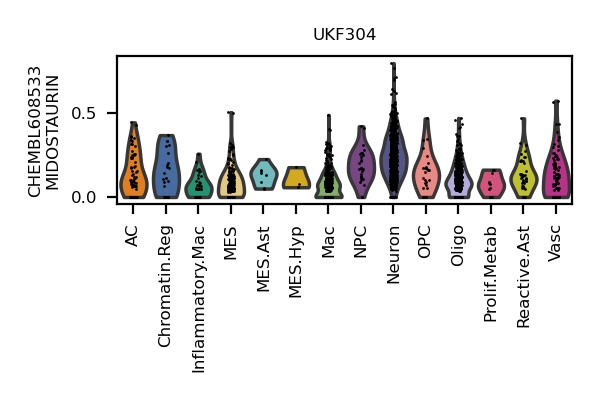 UKF304
CHEMBL608533
MIDOSTAURIN
0.5
0.0
AC
Chromatin.Reg
Inflammatory.Mac
MES
MES.Ast
MES.Hyp
Mac
NPC
Neuron
OPC
Oligo
Prolif.Metab
Reactive.Ast
Vasc